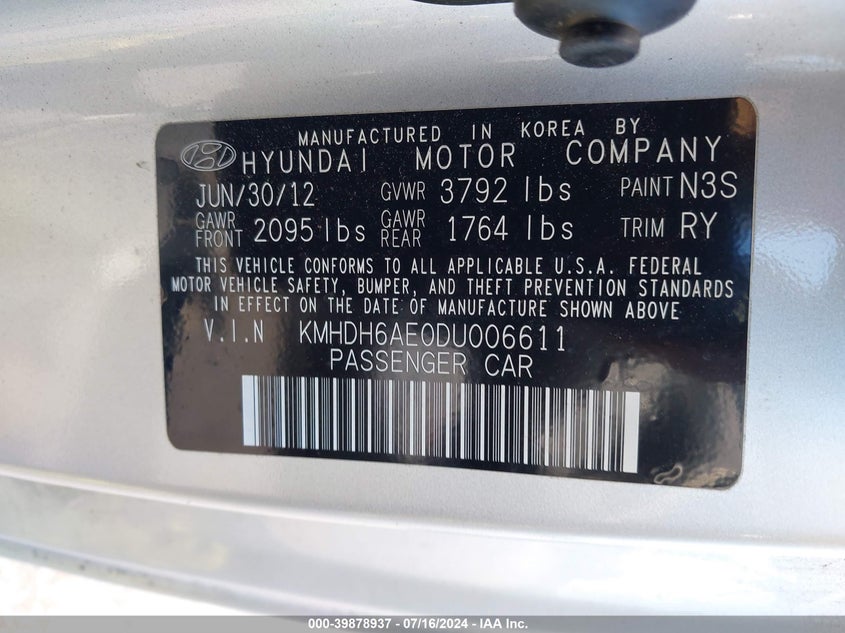 MANUFACTURED IN KOREA BY
HYUNDAI MOTOR COMPANY
JUN/30/12 GVWR 3792 lbs PAINT N3S
GAWR FRONT 2095 lbs GAWR REAR 1764 lbs TRIM RY
THIS VEHICLE CONFORMS TO ALL APPLICABLE U.S.A. FEDERAL
MOTOR VEHICLE SAFETY, BUMPER, AND THEFT PREVENTION STANDARDS
IN EFFECT ON THE DATE OF MANUFACTURE SHOWN ABOVE
V.I.N KMHDH6AE0DU006611
PASSENGER CAR
000-39878937 / 07/16/2024 - IAA Inc.